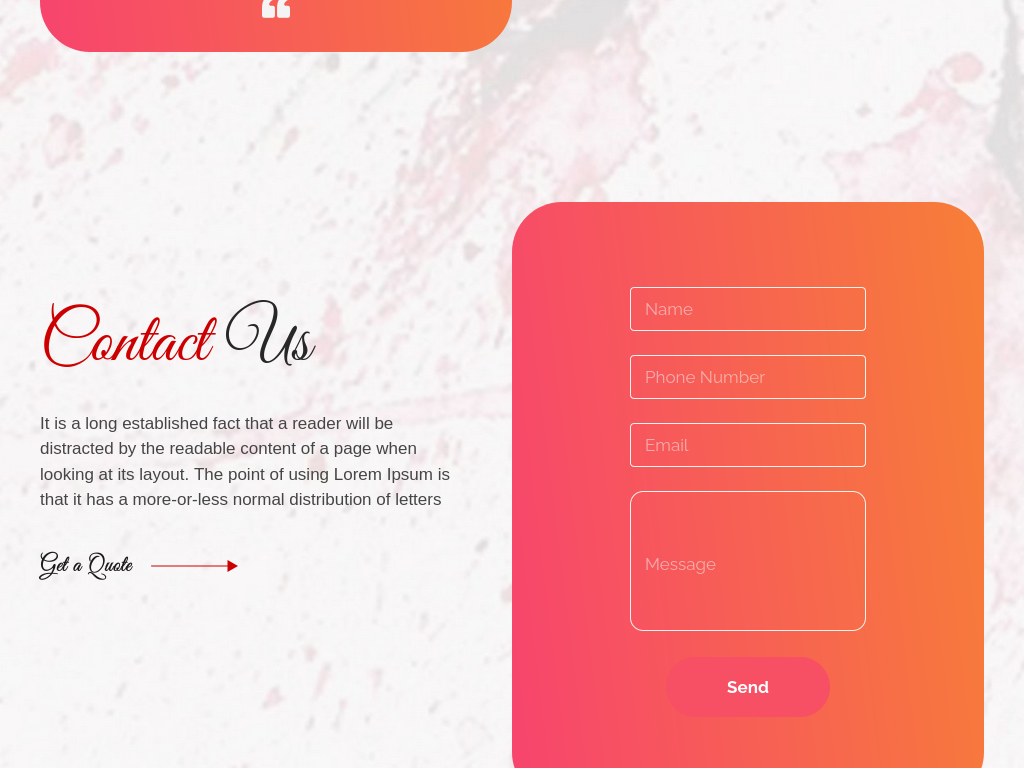 Contact Us
It is a long established fact that a reader will be
distracted by the readable content of a page when
looking at its layout. The point of using Lorem Ipsum is
that it has a more-or-less normal distribution of letters
Get a Quote
Name
Phone Number
Email
Message
Send